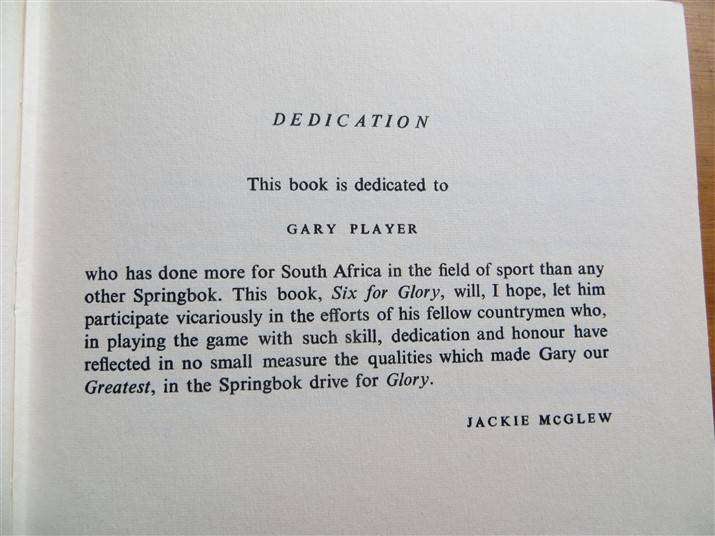 DEDICATION
This book is dedicated to
GARY PLAYER
who has done more for South Africa in the field of sport than any
other Springbok. This book, Six for Glory, will, I hope, let him
participate vicariously in the efforts of his fellow countrymen who,
in playing the game with such skill, dedication and honour have
reflected in no small measure the qualities which made Gary our
Greatest, in the Springbok drive for Glory.
JACKIE McGLEW